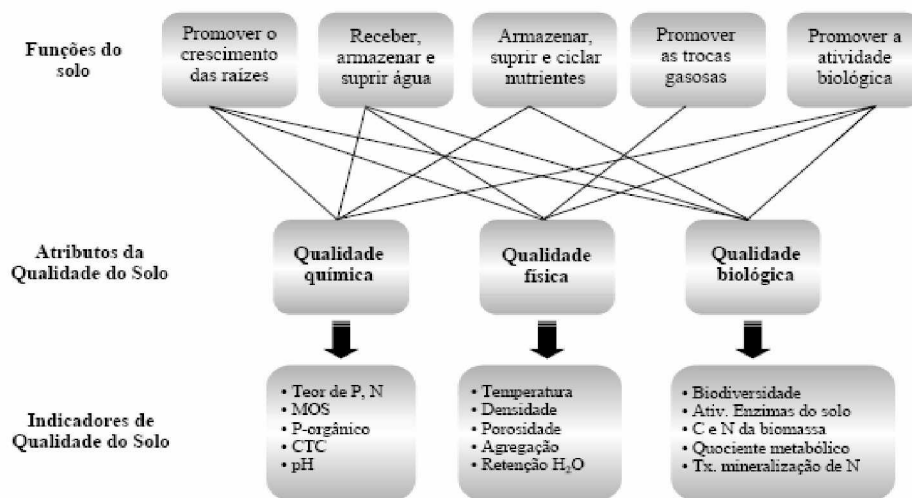 Funções do
solo
Promover o
crescimento
das raízes
Receber,
armazenar e
suprir água
Armazenar,
suprir e ciclar
nutrientes
Promover
as trocas
gasosas
Promover a
atividade
biológica
Atributos da
Qualidade do Solo
Qualidade
química
Qualidade
física
Qualidade
biológica
Indicadores de
Qualidade do Solo
• Teor de P, N
• MOS
• P-orgânico
• CTC
• pH
• Temperatura
• Densidade
• Porosidade
• Agregação
• Retenção H₂O
• Biodiversidade
• Ativ. Enzimas do solo
• C e N da biomassa
• Quociente metabólico
• Tx. mineralização de N